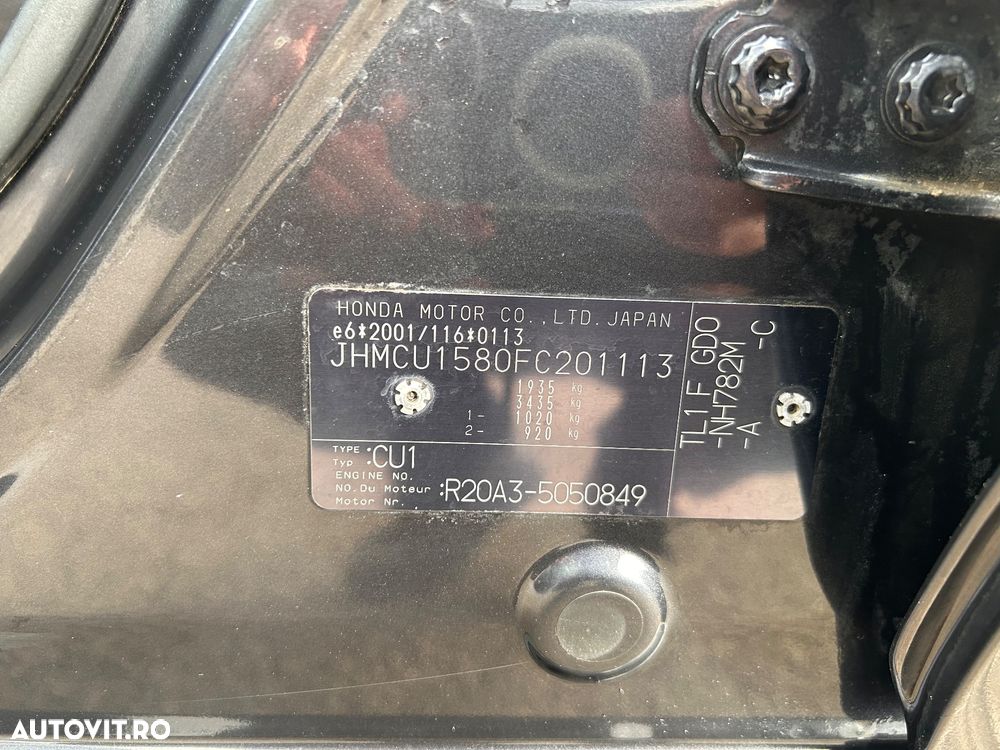 HONDA MOTOR CO.,LTD.JAPAN
e6*2001/116*0113
JHMCU1580FC201113
1935 kg
3435 kg
1- 1020 kg
2- 920 kg
TYPE
Typ :CU1
ENGINE NO.
NO.Du Moteur :R20A3-5050849
Motor Nr.
TL1F GDO -C
-NH782M
-A
AUTOVIT.RO